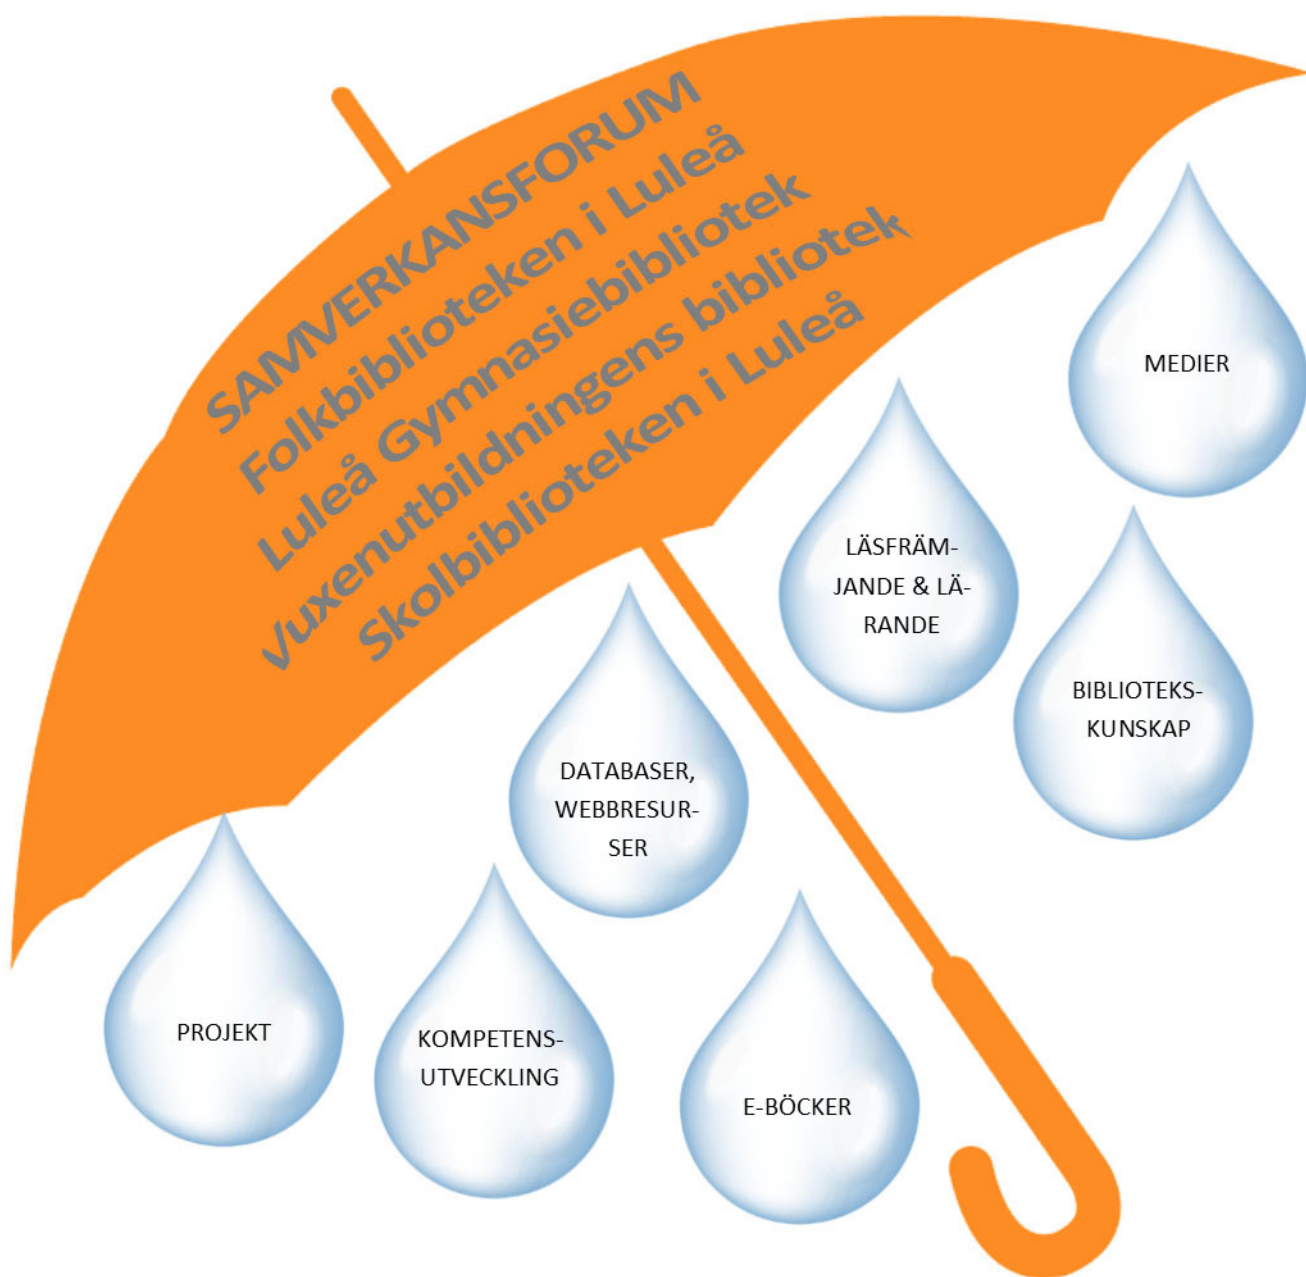 SAMVERKANSFORUM
Folkbiblioteken i Luleå
Luleå Gymnasiebibliotek
Vuxenutbildningens bibliotek
Skolbiblioteken i Luleå
MEDIER
LÄSFRÄM-
JANDE & LÄ-
RANDE
BIBLIOTEKS-
KUNSKAP
DATABASER,
WEBBRESUR-
SER
PROJEKT
KOMPETENS-
UTVECKLING
E-BÖCKER